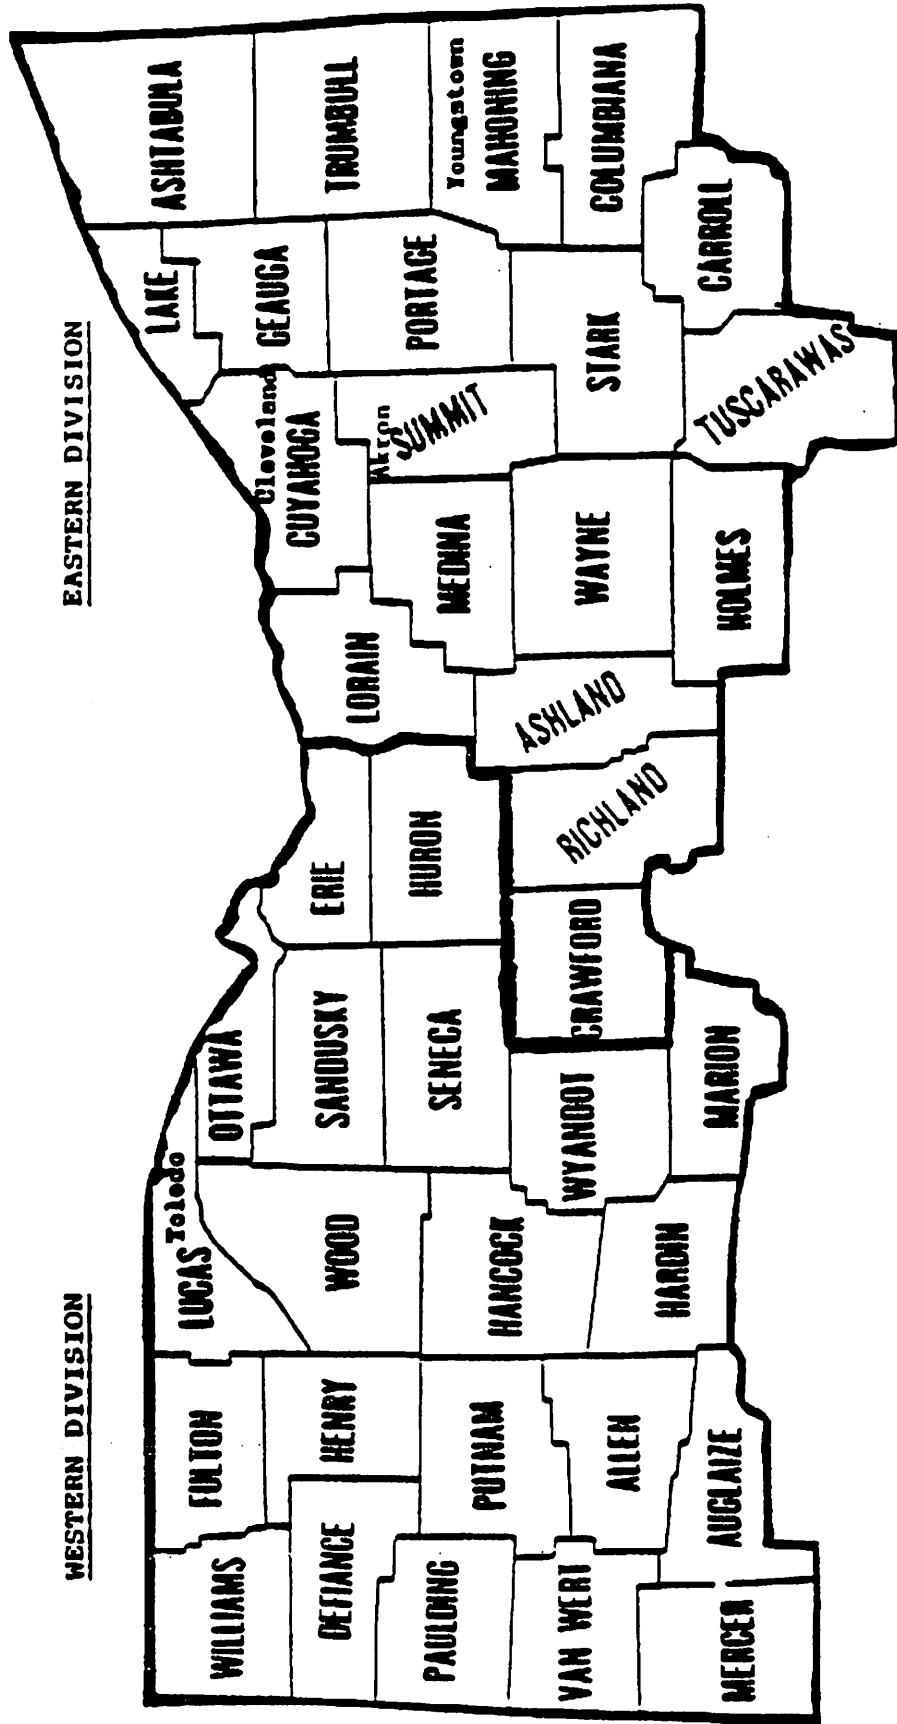 WESTERN DIVISION
EASTERN DIVISION
WILLIAMS
FULTON
LUCAS
Toledo
OTTAWA
DEFIANCE
HENRY
WOOD
SANDUSKY
ERIE
PAULDING
PUTNAM
HANCOCK
SENECA
HURON
VAN WERT
ALLEN
HARDIN
WYANDOT
CRAWFORD
MERCER
AUGLAIZE
MARION
RICHLAND
LORAIN
Cleveland
CUYAHOGA
LAKE
GEAUGA
ASHTABULA
MEDINA
Akron
SUMMIT
PORTAGE
TRUMBULL
ASHLAND
WAYNE
STARK
Youngstown
MAHONING
COLUMBIANA
HOLMES
TUSCARAWAS
CARROLL